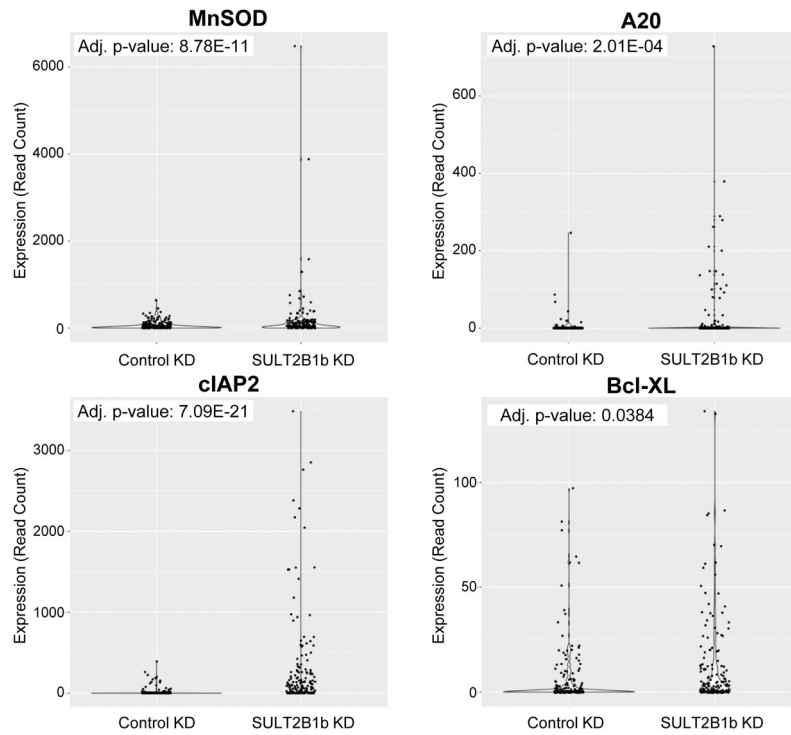 MnSOD
Adj. p-value: 8.78E-11
Expression (Read Count)
6000
4000
2000
0
Control KD
SULT2B1b KD
A20
Adj. p-value: 2.01E-04
Expression (Read Count)
600
400
200
0
Control KD
SULT2B1b KD
cIAP2
Adj. p-value: 7.09E-21
Expression (Read Count)
3000
2000
1000
0
Control KD
SULT2B1b KD
Bcl-XL
Adj. p-value: 0.0384
Expression (Read Count)
100
50
0
Control KD
SULT2B1b KD